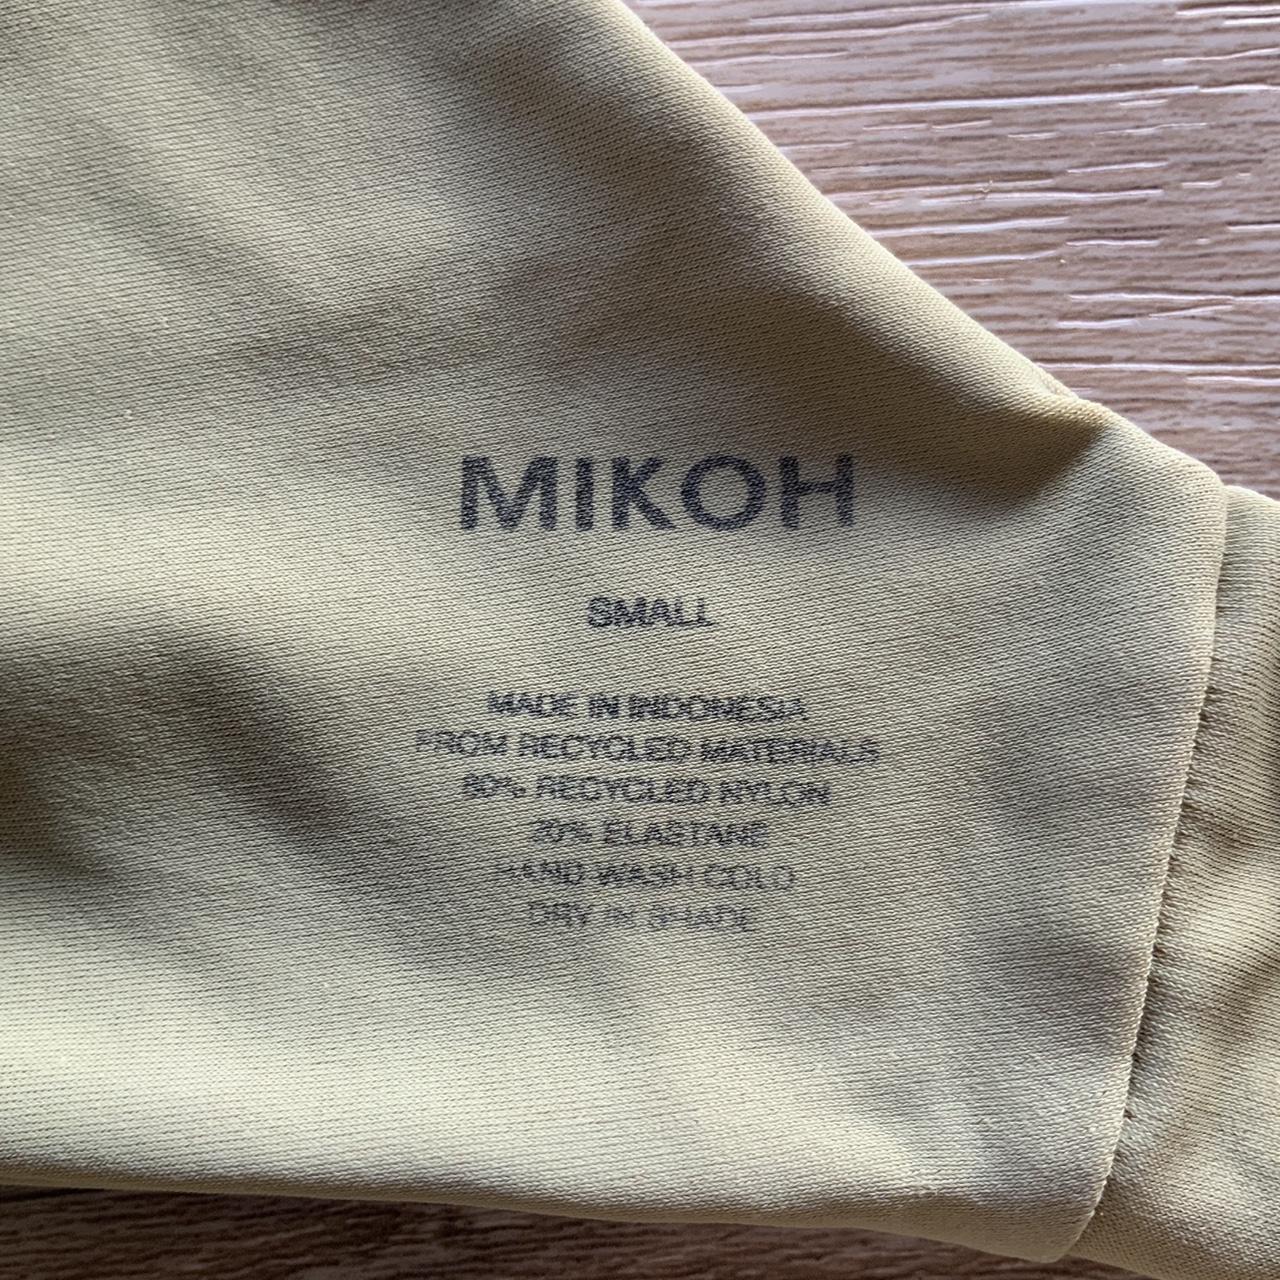 MIKOH
SMALL
MADE IN INDONESIA
FROM RECYCLED MATERIALS
80% RECYCLED NYLON
20% ELASTANE
HAND WASH COLD
DRY IN SHADE